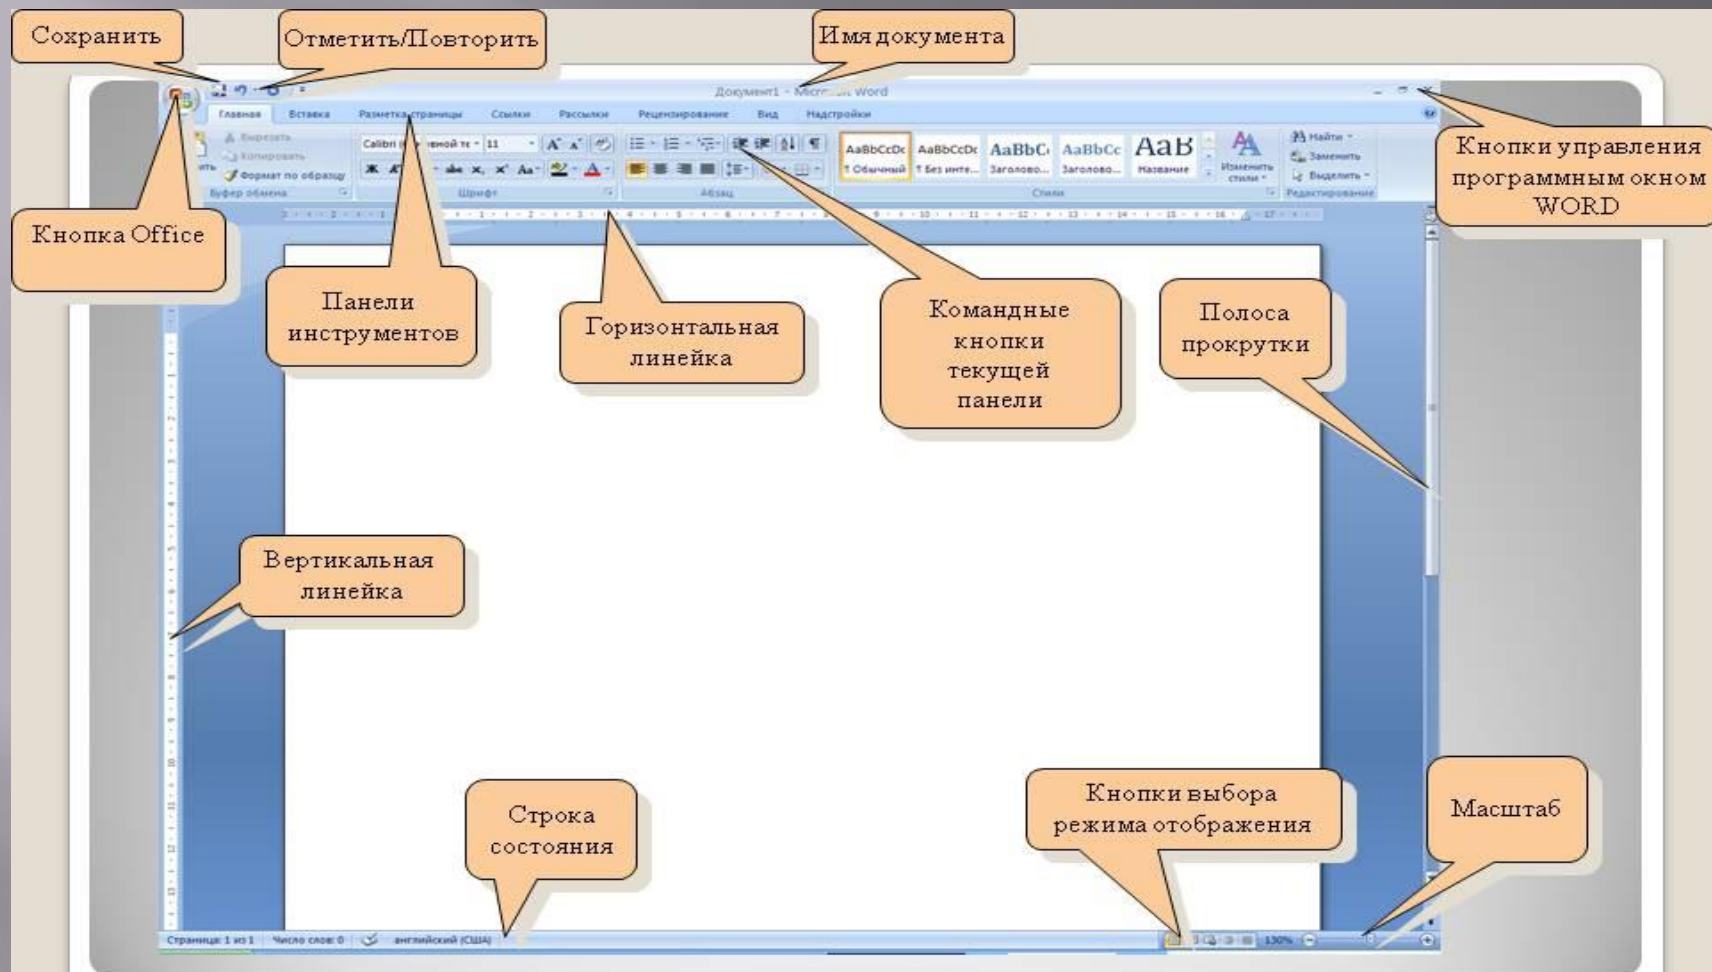 Сохранить
Отметить/Повторить
Имя документа
Документ1 - Word
Главная Вставка Разметка страницы Ссылки Рассылки Рецензирование Вид Надстройки
Вырезать
Копировать
Формат по образцу
Буфер обмена
Calibri 11
Шрифт
Абзац
AaBbCcDc AaBbCcDc AaBbC AaBbCc AaB
¶ Обычный ¶ Без инте... Заголово... Заголово... Название
Изменить
стили
Стили
Найти
Заменить
Выделить
Редактирование
Кнопки управления
программным окном
WORD
Кнопка Office
Панели
инструментов
Горизонтальная
линейка
Командные
кнопки
текущей
панели
Полоса
прокрутки
Вертикальная
линейка
Строка
состояния
Кнопки выбора
режима отображения
Масштаб
Страница: 1 из 1 Число слов: 0 английский (США) 130%